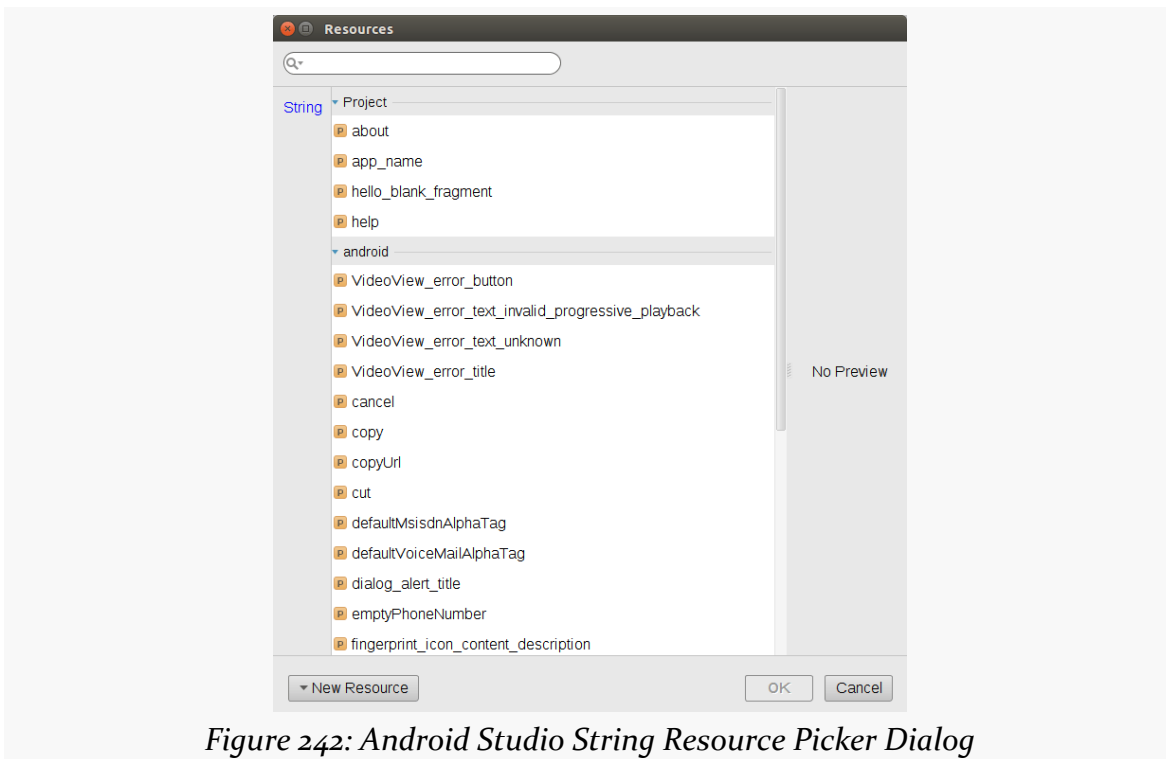 Resources
String
Project
P about
P app_name
P hello_blank_fragment
P help
android
P VideoView_error_button
P VideoView_error_text_invalid_progressive_playback
P VideoView_error_text_unknown
P VideoView_error_title
P cancel
P copy
P copyUrl
P cut
P defaultMsisdnAlphaTag
P defaultVoiceMailAlphaTag
P dialog_alert_title
P emptyPhoneNumber
P fingerprint_icon_content_description
No Preview
New Resource
OK
Cancel
Figure 242: Android Studio String Resource Picker Dialog